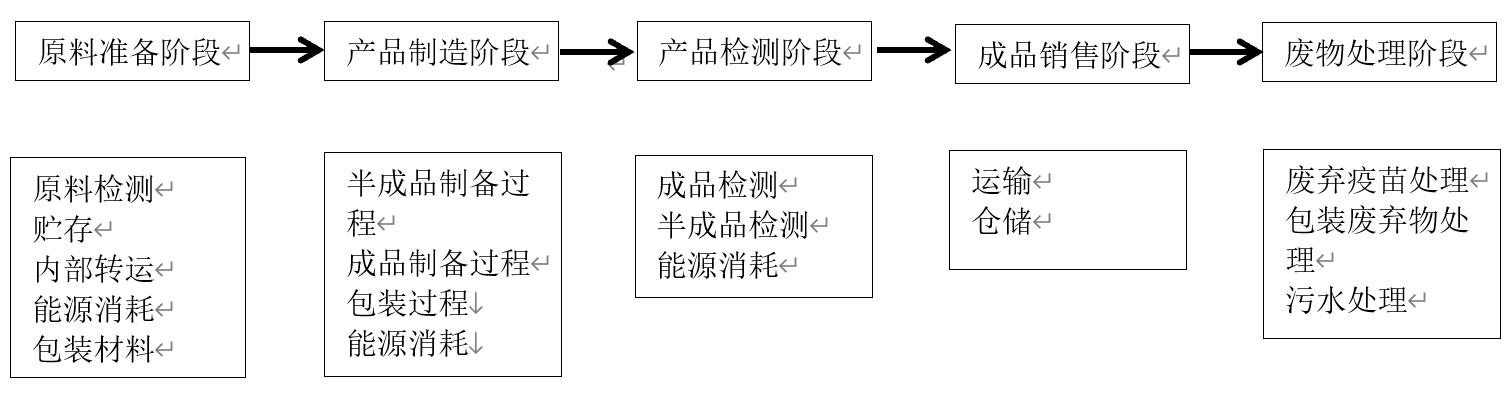 原料准备阶段
产品制造阶段
产品检测阶段
成品销售阶段
废物处理阶段
原料检测
贮存
内部转运
能源消耗
包装材料
半成品制备过
程
成品制备过程
包装过程
能源消耗
成品检测
半成品检测
能源消耗
运输
仓储
废弃疫苗处理
包装废弃物处
理
污水处理